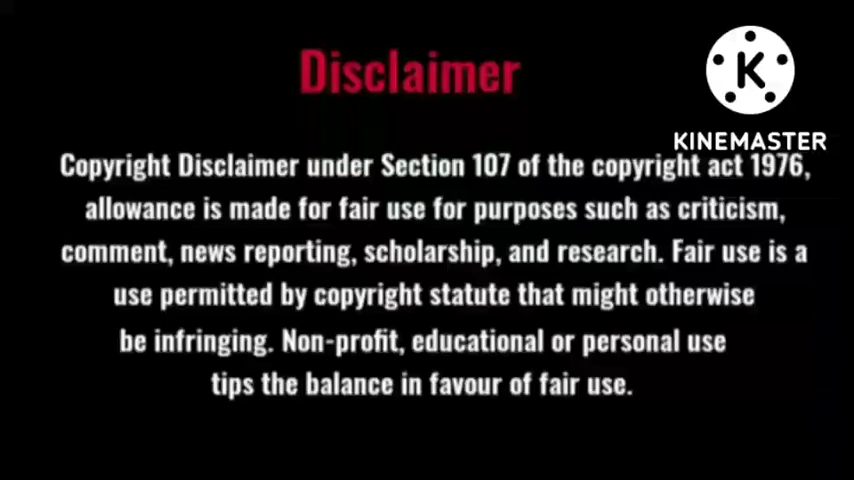 Disclaimer
K
KINEMASTER
Copyright Disclaimer under Section 107 of the copyright act 1976,
allowance is made for fair use for purposes such as criticism,
comment, news reporting, scholarship, and research. Fair use is a
use permitted by copyright statute that might otherwise
be infringing. Non-profit, educational or personal use
tips the balance in favour of fair use.